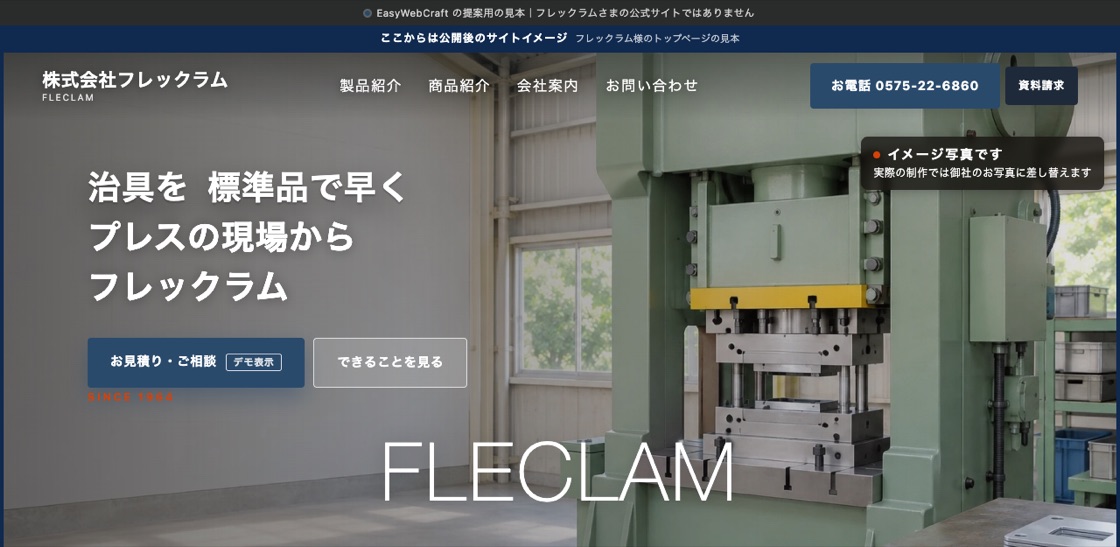 EasyWebCraft の提案用の見本｜フレックラムさまの公式サイトではありません
ここからは公開後のサイトイメージ フレックラム様のトップページの見本
株式会社フレックラム
FLECLAM
製品紹介 商品紹介 会社案内 お問い合わせ
お電話 0575-22-6860
資料請求
イメージ写真です
実際の制作では御社のお写真に差し替えます
治具を 標準品で早く
プレスの現場から
フレックラム
お見積り・ご相談 デモ表示
できることを見る
SINCE
FLECLAM